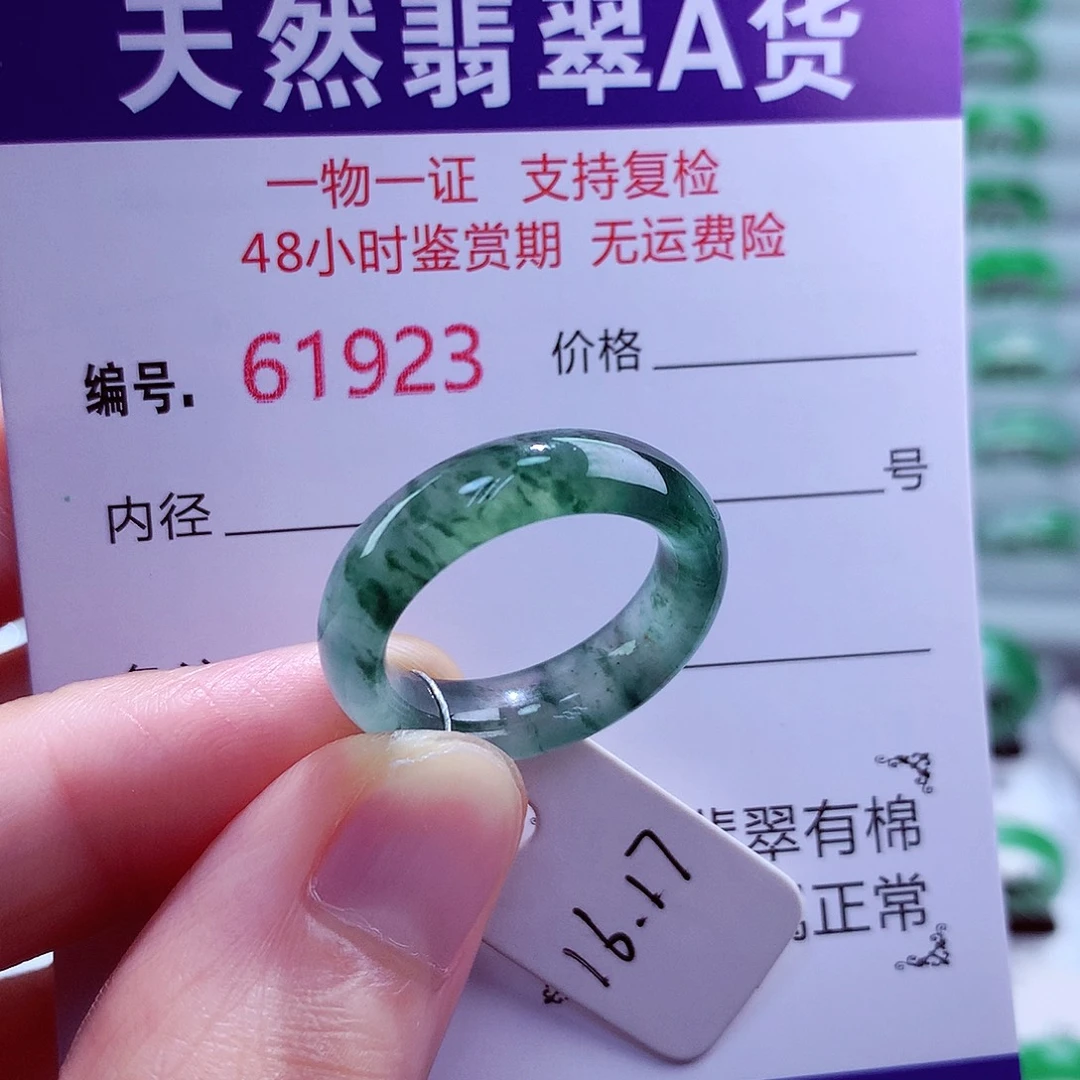 天然翡翠A货
一物一证 支持复检
48小时鉴赏期 无运费险
编号. 61923 价格
内径 号
翡翠有棉
正常
16.17